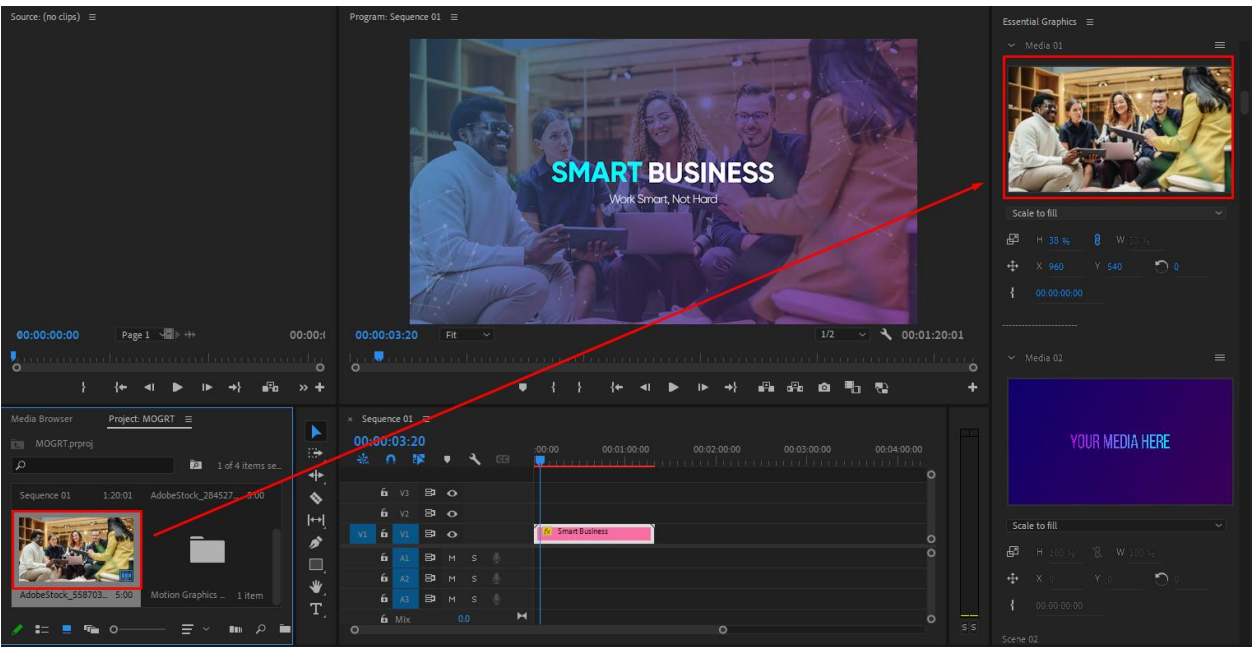 Source: (no clips)
00:00:00:00
Page 1
00:00:(
Program: Sequence 01
SMART BUSINESS
Work Smart, Not Hard
00:00:03:20
Fit
1/2
00:01:20:01
Essential Graphics
Media 01
Scale to fill
H 38 %
W
X 960
Y 540
0
00:00:00:00
Media 02
YOUR MEDIA HERE
Scale to fill
H 100 %
W 100 %
X 0
Y 0
0
00:00:00:00
Scene 02
Media Browser
Project: MOGRT
MOGRT.prproj
1 of 4 items se...
Sequence 01
1:20:01
AdobeStock_284527...
5:00
AdobeStock_558703...
5:00
Motion Graphics ...
1 item
Sequence 01
00:00:03:20
:00:00
00:01:00:00
00:02:00:00
00:03:00:00
00:04:00:00
V3
V2
V1 V1
fx Smart Business
A1 M S
A2 M S
A3 M S
Mix 0.0
S S